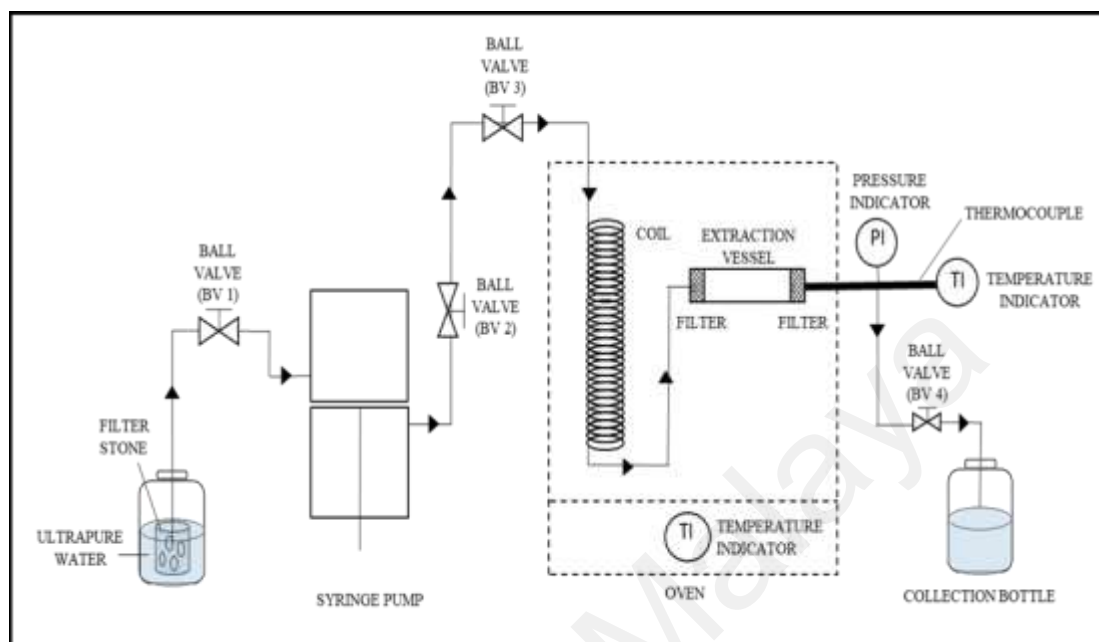 BALL
VALVE
(BV 3)
BALL
VALVE
(BV 1)
BALL
VALVE
(BV 2)
FILTER
STONE
ULTRAPURE
WATER
SYRINGE PUMP
COIL
EXTRACTION
VESSEL
FILTER
FILTER
PRESSURE
INDICATOR
PI
THERMOCOUPLE
TI
TEMPERATURE
INDICATOR
BALL
VALVE
(BV 4)
TI
TEMPERATURE
INDICATOR
OVEN
COLLECTION BOTTLE
Malaya